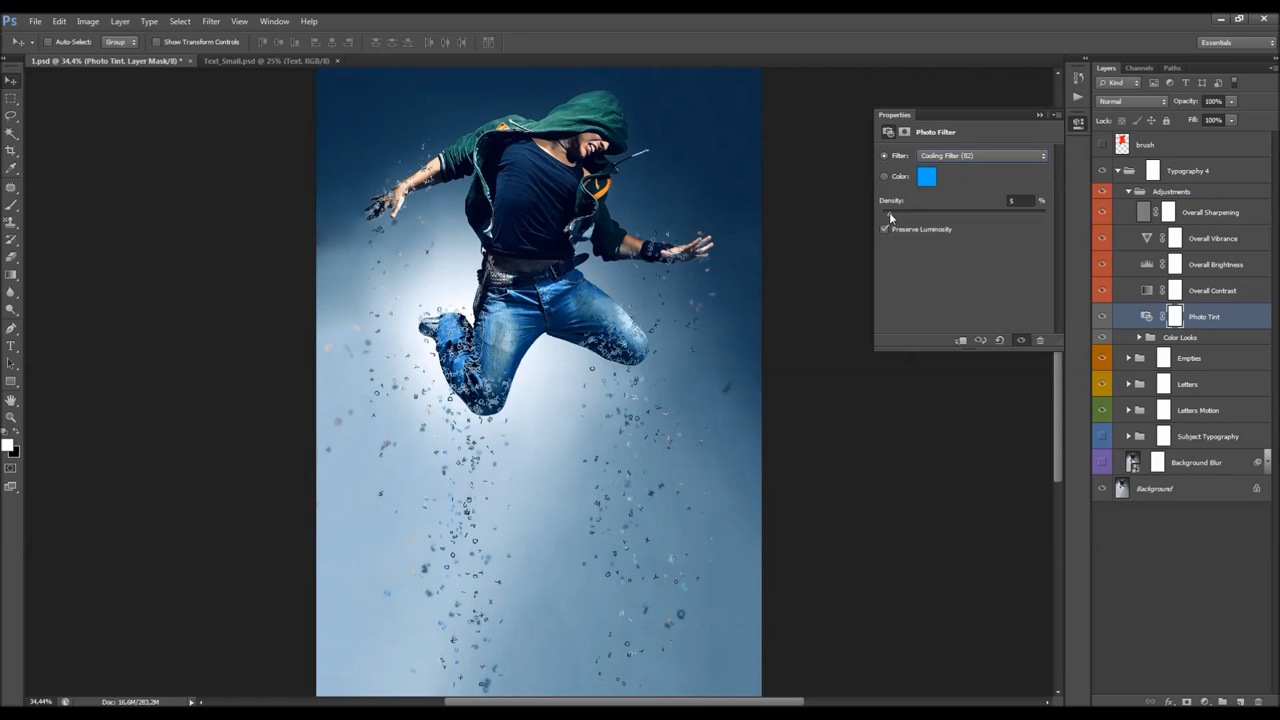 Ps File Edit Image Layer Type Select Filter View Window Help
Auto-Select: Group Show Transform Controls Essentials
1.psd @ 34,4% (Photo Tint, Layer Mask/8) * × Text_Small.psd @ 25% (Text, RGB/8) ×
Properties
Photo Filter
Filter: Cooling Filter (82)
Color:
Density: 5 %
Preserve Luminosity
Layers Channels Paths
Kind
Normal Opacity: 100%
Lock: Fill: 100%
brush
Typography 4
Adjustments
Overall Sharpening
Overall Vibrance
Overall Brightness
Overall Contrast
Photo Tint
Color Looks
Empties
Letters
Letters Motion
Subject Typography
Background Blur
Background
34,44% Doc: 16,6M/283,2M